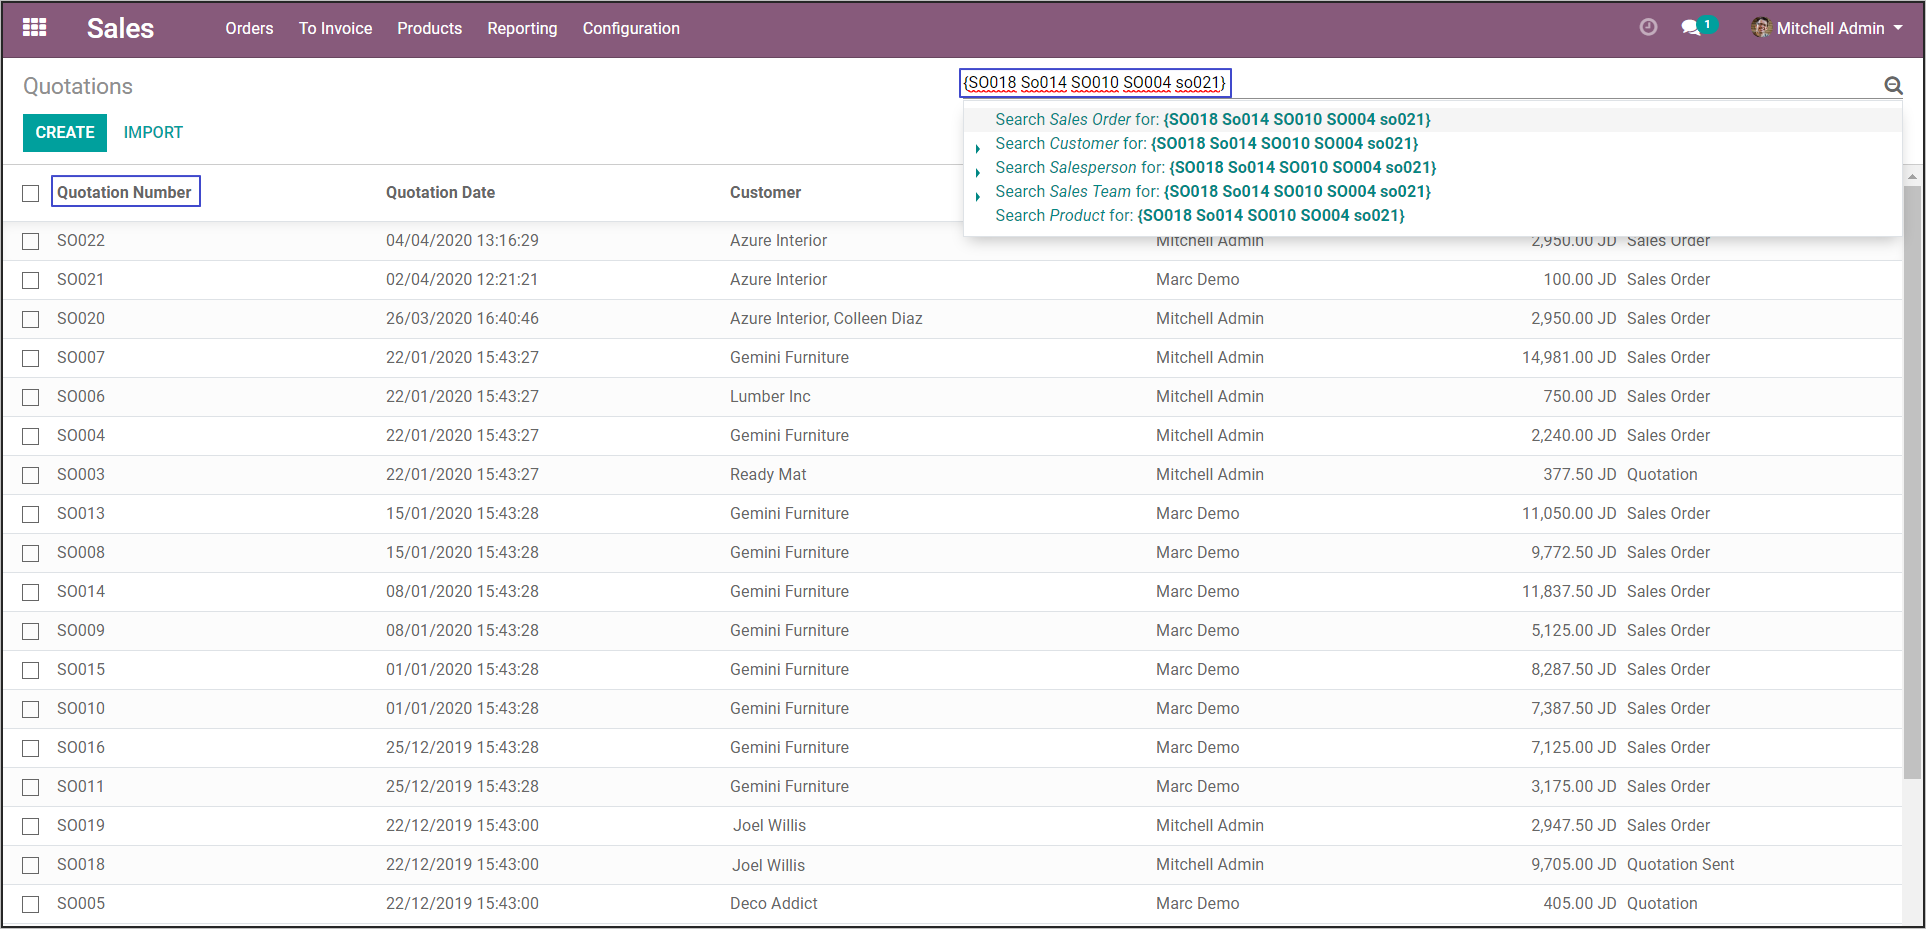 Sales Orders To Invoice Products Reporting Configuration 1 Mitchell Admin
Quotations {SO018 So014 SO010 SO004 so021}
CREATE IMPORT
Search Sales Order for: {SO018 So014 SO010 SO004 so021}
Search Customer for: {SO018 So014 SO010 SO004 so021}
Search Salesperson for: {SO018 So014 SO010 SO004 so021}
Search Sales Team for: {SO018 So014 SO010 SO004 so021}
Search Product for: {SO018 So014 SO010 SO004 so021}
Quotation Number Quotation Date Customer
SO022 04/04/2020 13:16:29 Azure Interior Mitchell Admin 2,950.00 JD Sales Order
SO021 02/04/2020 12:21:21 Azure Interior Marc Demo 100.00 JD Sales Order
SO020 26/03/2020 16:40:46 Azure Interior, Colleen Diaz Mitchell Admin 2,950.00 JD Sales Order
SO007 22/01/2020 15:43:27 Gemini Furniture Mitchell Admin 14,981.00 JD Sales Order
SO006 22/01/2020 15:43:27 Lumber Inc Mitchell Admin 750.00 JD Sales Order
SO004 22/01/2020 15:43:27 Gemini Furniture Mitchell Admin 2,240.00 JD Sales Order
SO003 22/01/2020 15:43:27 Ready Mat Mitchell Admin 377.50 JD Quotation
SO013 15/01/2020 15:43:28 Gemini Furniture Marc Demo 11,050.00 JD Sales Order
SO008 15/01/2020 15:43:28 Gemini Furniture Marc Demo 9,772.50 JD Sales Order
SO014 08/01/2020 15:43:28 Gemini Furniture Marc Demo 11,837.50 JD Sales Order
SO009 08/01/2020 15:43:28 Gemini Furniture Marc Demo 5,125.00 JD Sales Order
SO015 01/01/2020 15:43:28 Gemini Furniture Marc Demo 8,287.50 JD Sales Order
SO010 01/01/2020 15:43:28 Gemini Furniture Marc Demo 7,387.50 JD Sales Order
SO016 25/12/2019 15:43:28 Gemini Furniture Marc Demo 7,125.00 JD Sales Order
SO011 25/12/2019 15:43:28 Gemini Furniture Marc Demo 3,175.00 JD Sales Order
SO019 22/12/2019 15:43:00 Joel Willis Mitchell Admin 2,947.50 JD Sales Order
SO018 22/12/2019 15:43:00 Joel Willis Mitchell Admin 9,705.00 JD Quotation Sent
SO005 22/12/2019 15:43:00 Deco Addict Marc Demo 405.00 JD Quotation